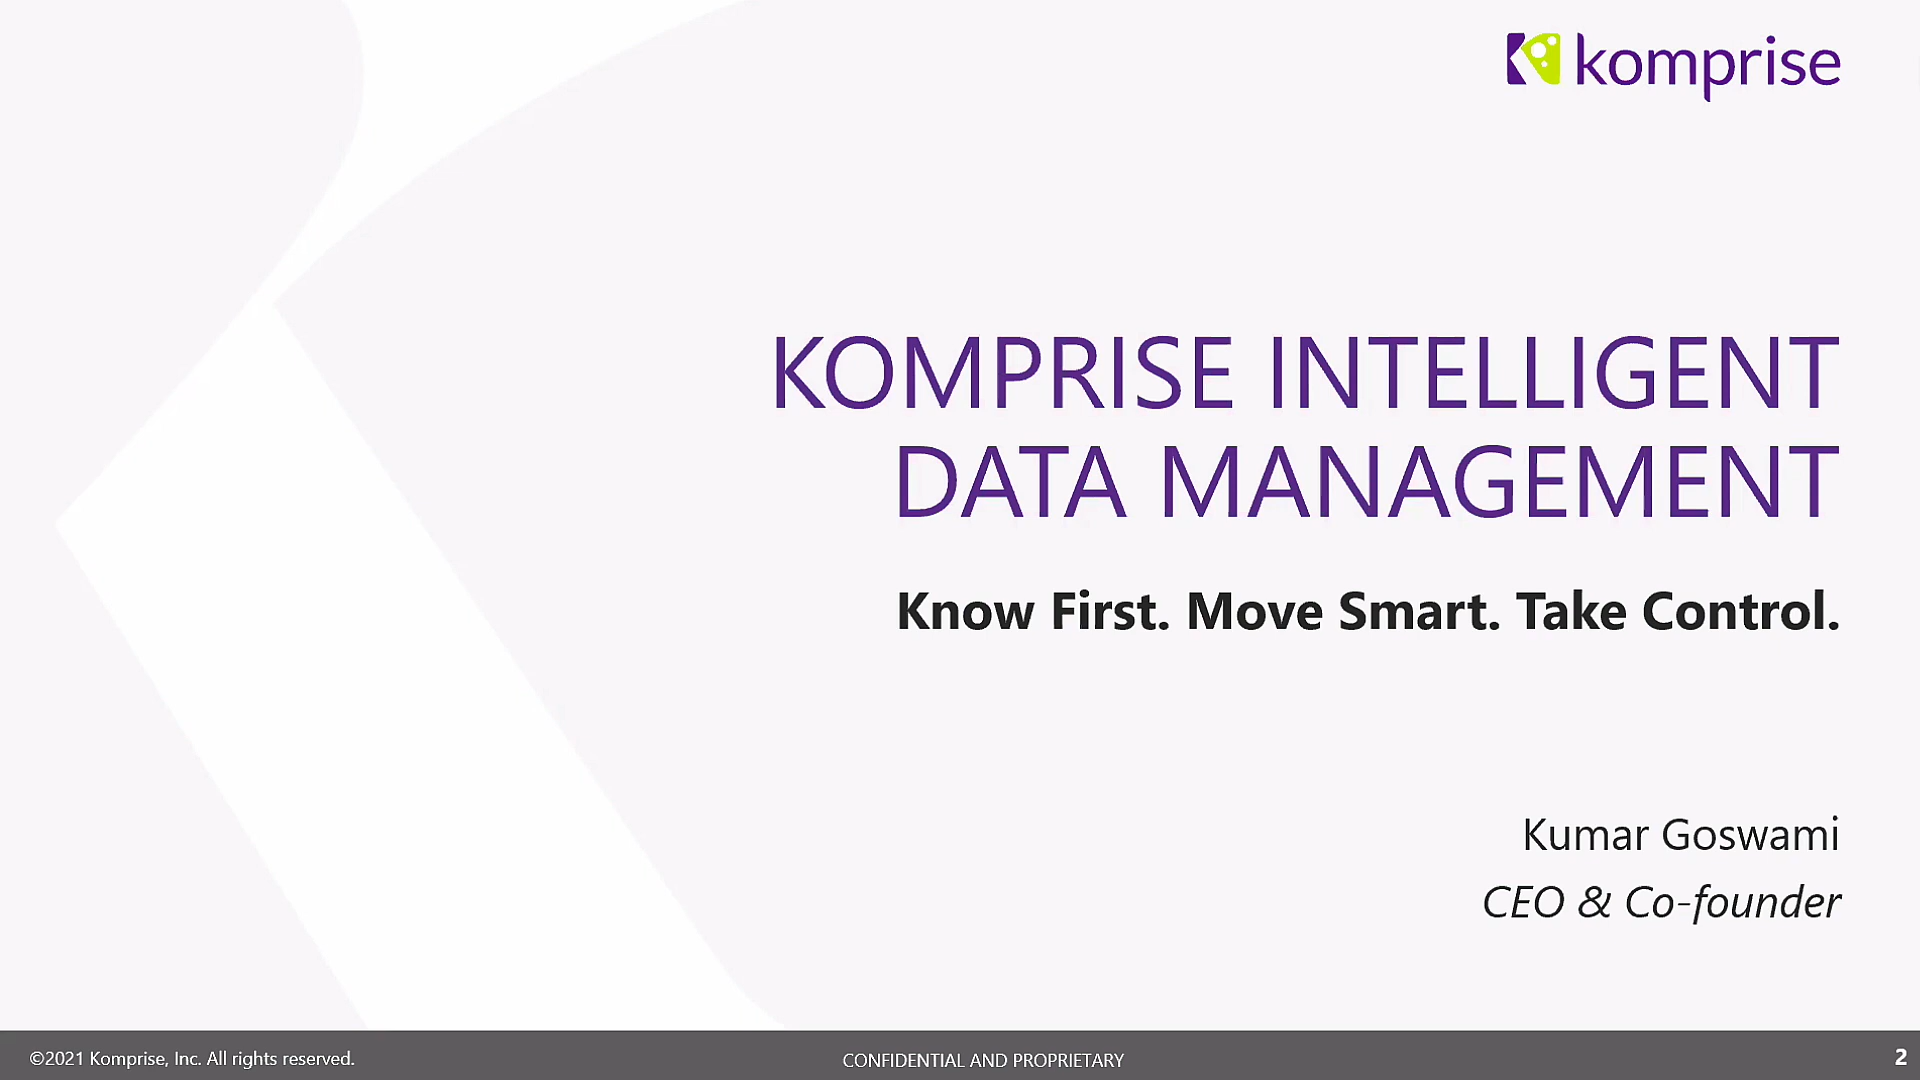 komprise
KOMPRISE INTELLIGENT
DATA MANAGEMENT
Know First. Move Smart. Take Control.
Kumar Goswami
CEO & Co-founder
©2021 Komprise, Inc. All rights reserved.
CONFIDENTIAL AND PROPRIETARY
2